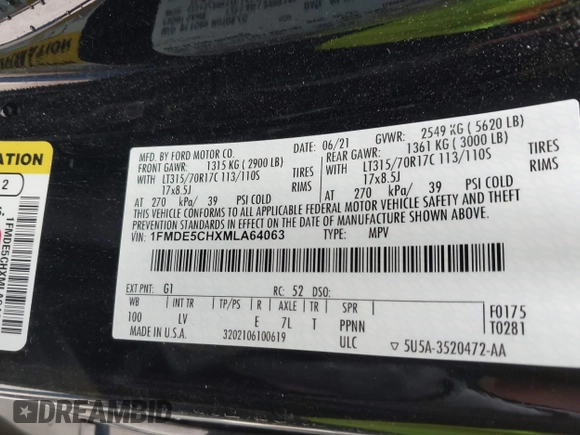 MFD. BY FORD MOTOR CO.
06/21
GVWR: 2549 KG (5620 LB)
FRONT GAWR: 1315 KG (2900 LB)
REAR GAWR: 1361 KG (3000 LB)
WITH LT315/70R17C 113/110S TIRES
WITH LT315/70R17C 113/110S TIRES
17x8.5J RIMS
17x8.5J RIMS
AT 270 kPa/ 39 PSI COLD
AT 270 kPa/ 39 PSI COLD
THIS VEHICLE CONFORMS TO ALL APPLICABLE FEDERAL MOTOR VEHICLE SAFETY
AND THEFT PREVENTION STANDARDS IN EFFECT ON THE DATE OF MANUFACTURE SHOWN ABOVE.
VIN: 1FMDE5CHXMLA64063
TYPE: MPV
EXT PNT: G1 RC: 52 DSO:
WB INT TR TP/PS R AXLE TR SPR
100 LV E 7L T PPNN
F0175
T0281
MADE IN U.S.A. 3202106100619 ULC
▽ 5U5A-3520472-AA
ATION
2
1FMDE5CHXMLA
DREAMBID